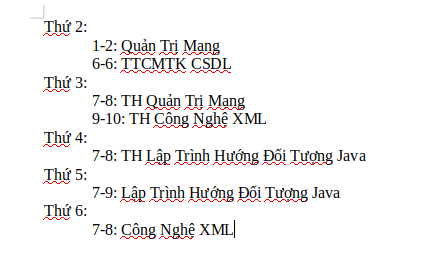 Thứ 2:
1-2: Quản Trị Mạng
6-6: TTCMTK CSDL
Thứ 3:
7-8: TH Quản Trị Mạng
9-10: TH Công Nghệ XML
Thứ 4:
7-8: TH Lập Trình Hướng Đối Tượng Java
Thứ 5:
7-9: Lập Trình Hướng Đối Tượng Java
Thứ 6:
7-8: Công Nghệ XML